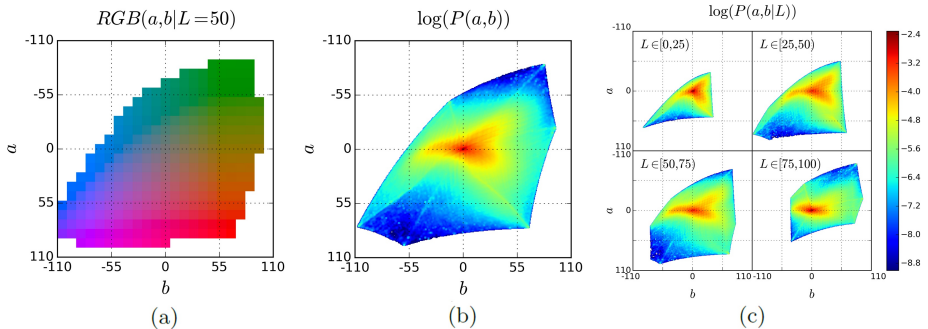 RGB(a,b|L=50)
-110
-55
0
55
110
a
-110 -55 0 55 110
b
(a)
log(P(a,b))
-110
-55
0
55
110
a
-110 -55 0 55 110
b
(b)
log(P(a,b|L))
L∈[0,25) L∈[25,50)
-110
0
a
L∈[50,75) L∈[75,100)
-110
0
110
a
-110 0 110 -110 0 110
b b
(c)
-2.4
-3.2
-4.0
-4.8
-5.6
-6.4
-7.2
-8.0
-8.8